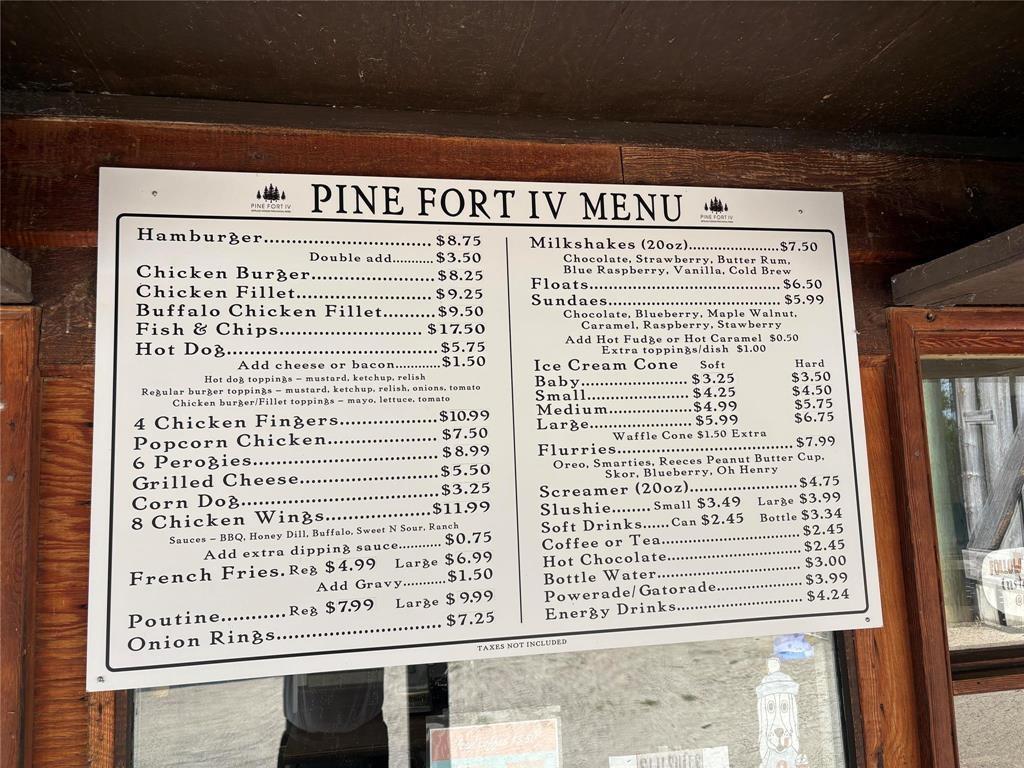 PINE FORT IV
PINE FORT IV MENU
PINE FORT IV
Hamburger.......... $8.75
Double add.......... $3.50
Chicken Burger.......... $8.25
Chicken Fillet.......... $9.25
Buffalo Chicken Fillet.......... $9.50
Fish & Chips.......... $17.50
Hot Dog.......... $5.75
Add cheese or bacon.......... $1.50
Hot dog toppings – mustard, ketchup, relish
Regular burger toppings – mustard, ketchup, relish, onions, tomato
Chicken burger/Fillet toppings – mayo, lettuce, tomato
4 Chicken Fingers.......... $10.99
Popcorn Chicken.......... $7.50
6 Perogies.......... $8.99
Grilled Cheese.......... $5.50
Corn Dog.......... $3.25
8 Chicken Wings.......... $11.99
Sauces – BBQ, Honey Dill, Buffalo, Sweet N Sour, Ranch
Add extra dipping sauce.......... $0.75
French Fries. Reg $4.99 Large $6.99
Add Gravy.......... $1.50
Poutine.......... Reg $7.99 Large $9.99
Onion Rings.......... $7.25
Milkshakes (20oz).......... $7.50
Chocolate, Strawberry, Butter Rum,
Blue Raspberry, Vanilla, Cold Brew
Floats.......... $6.50
Sundaes.......... $5.99
Chocolate, Blueberry, Maple Walnut,
Caramel, Raspberry, Stawberry
Add Hot Fudge or Hot Caramel $0.50
Extra toppings/dish $1.00
Ice Cream Cone Soft Hard
Baby.......... $3.25 $3.50
Small.......... $4.25 $4.50
Medium.......... $4.99 $5.75
Large.......... $5.99 $6.75
Waffle Cone $1.50 Extra
Flurries.......... $7.99
Oreo, Smarties, Reeces Peanut Butter Cup,
Skor, Blueberry, Oh Henry
Screamer (20oz).......... $4.75
Slushie........ Small $3.49 Large $3.99
Soft Drinks...... Can $2.45 Bottle $3.34
Coffee or Tea.......... $2.45
Hot Chocolate.......... $2.45
Bottle Water.......... $3.00
Powerade/Gatorade.......... $3.99
Energy Drinks.......... $4.24
TAXES NOT INCLUDED